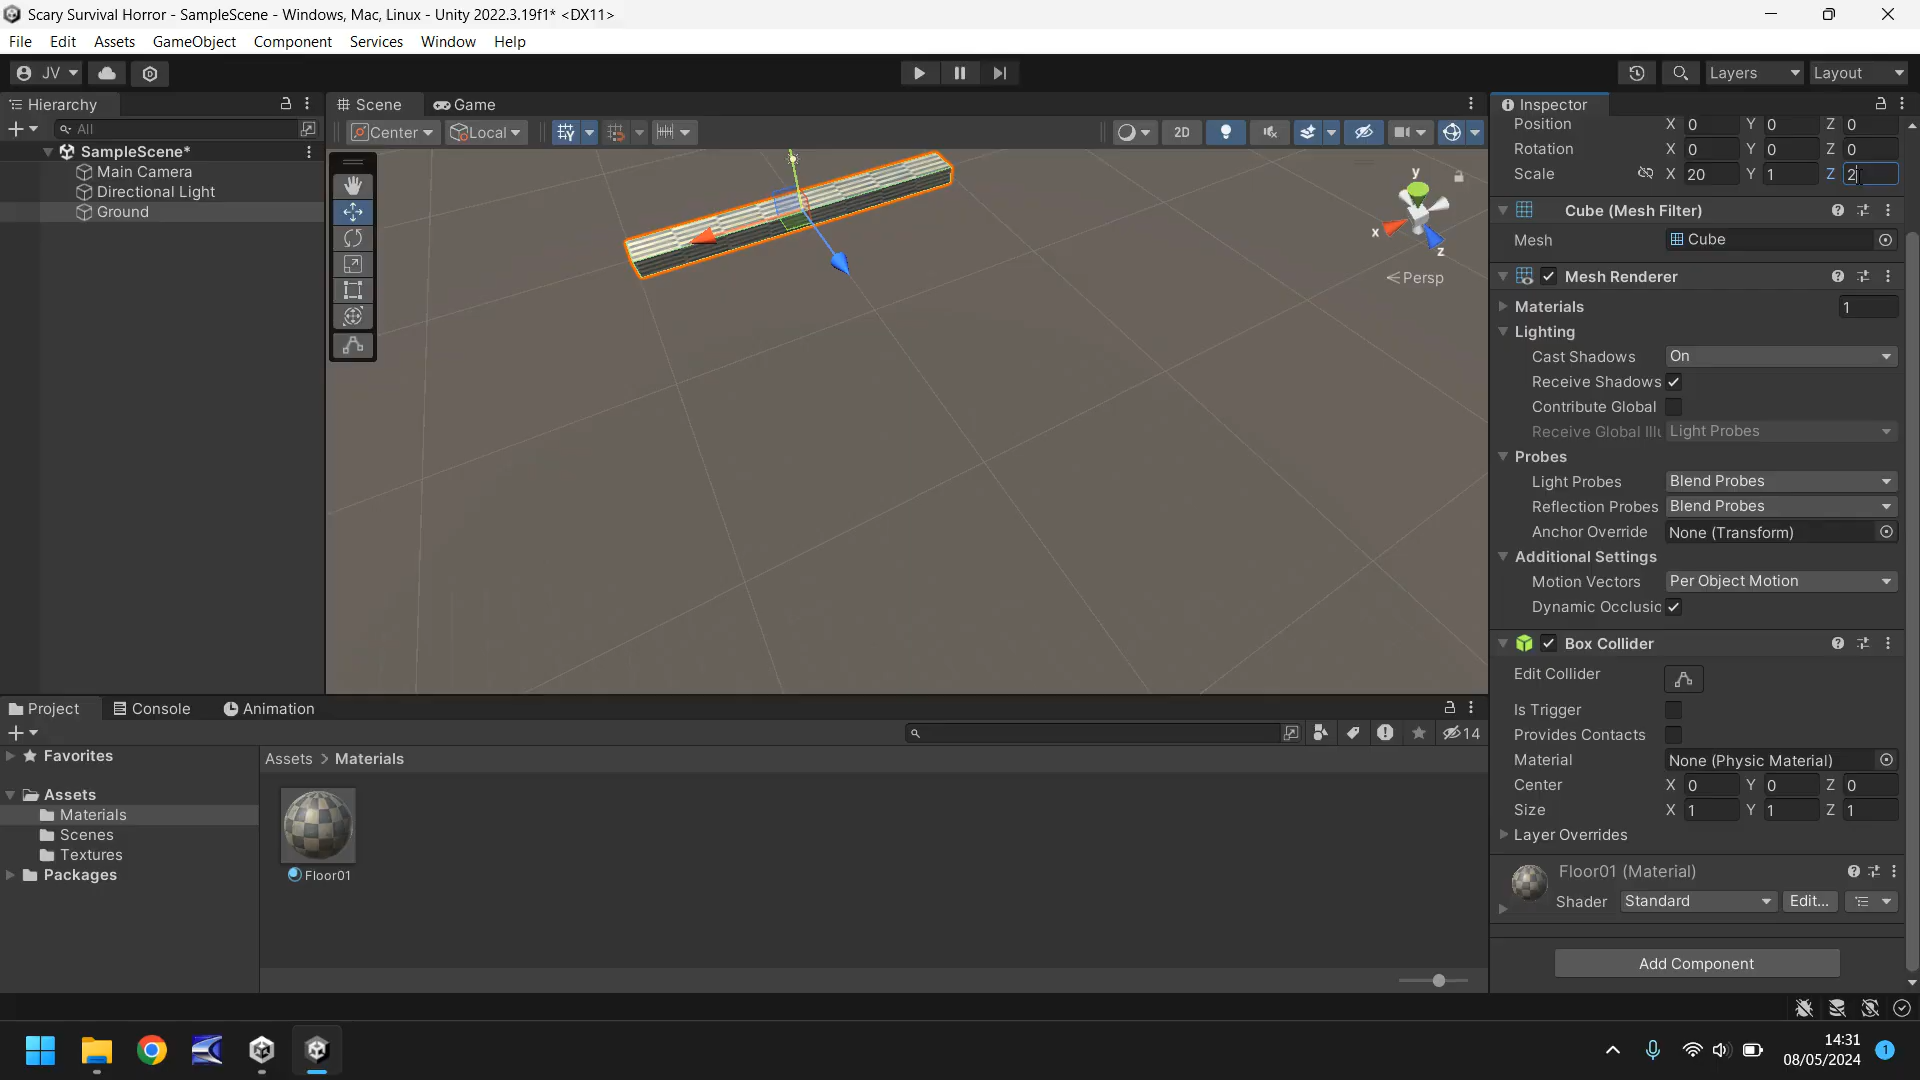 Scary Survival Horror - SampleScene - Windows, Mac, Linux - Unity 2022.3.19f1* <DX11>
File Edit Assets GameObject Component Services Window Help
JV Layers Layout
Hierarchy
All
SampleScene*
Main Camera
Directional Light
Ground
Scene Game
Center Local 2D
y
x
z
Persp
Inspector
Position X 0 Y 0 Z 0
Rotation X 0 Y 0 Z 0
Scale X 20 Y 1 Z 2
Cube (Mesh Filter)
Mesh Cube
Mesh Renderer
Materials 1
Lighting
Cast Shadows On
Receive Shadows
Contribute Global
Receive Global Illu Light Probes
Probes
Light Probes Blend Probes
Reflection Probes Blend Probes
Anchor Override None (Transform)
Additional Settings
Motion Vectors Per Object Motion
Dynamic Occlusic
Box Collider
Edit Collider
Is Trigger
Provides Contacts
Material None (Physic Material)
Center X 0 Y 0 Z 0
Size X 1 Y 1 Z 1
Layer Overrides
Floor01 (Material)
Shader Standard Edit...
Add Component
Project Console Animation
14
Favorites
Assets
Materials
Scenes
Textures
Packages
Assets > Materials
Floor01
14:31
08/05/2024
1